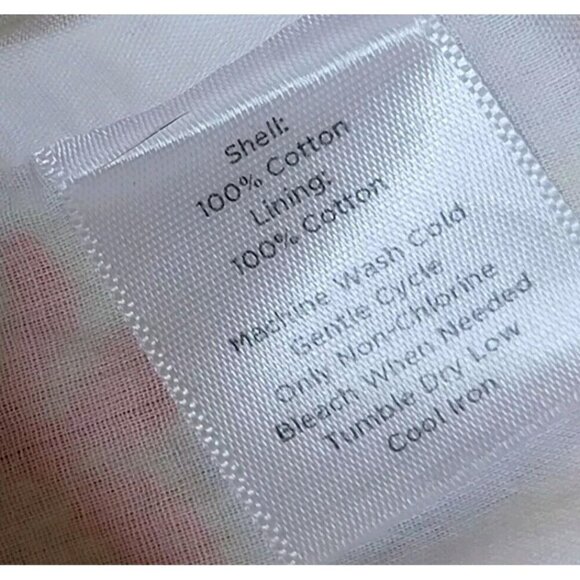 Shell:
100% Cotton
Lining:
100% Cotton
Machine Wash Cold
Gentle Cycle
Only Non-Chlorine
Bleach When Needed
Tumble Dry Low
Cool Iron